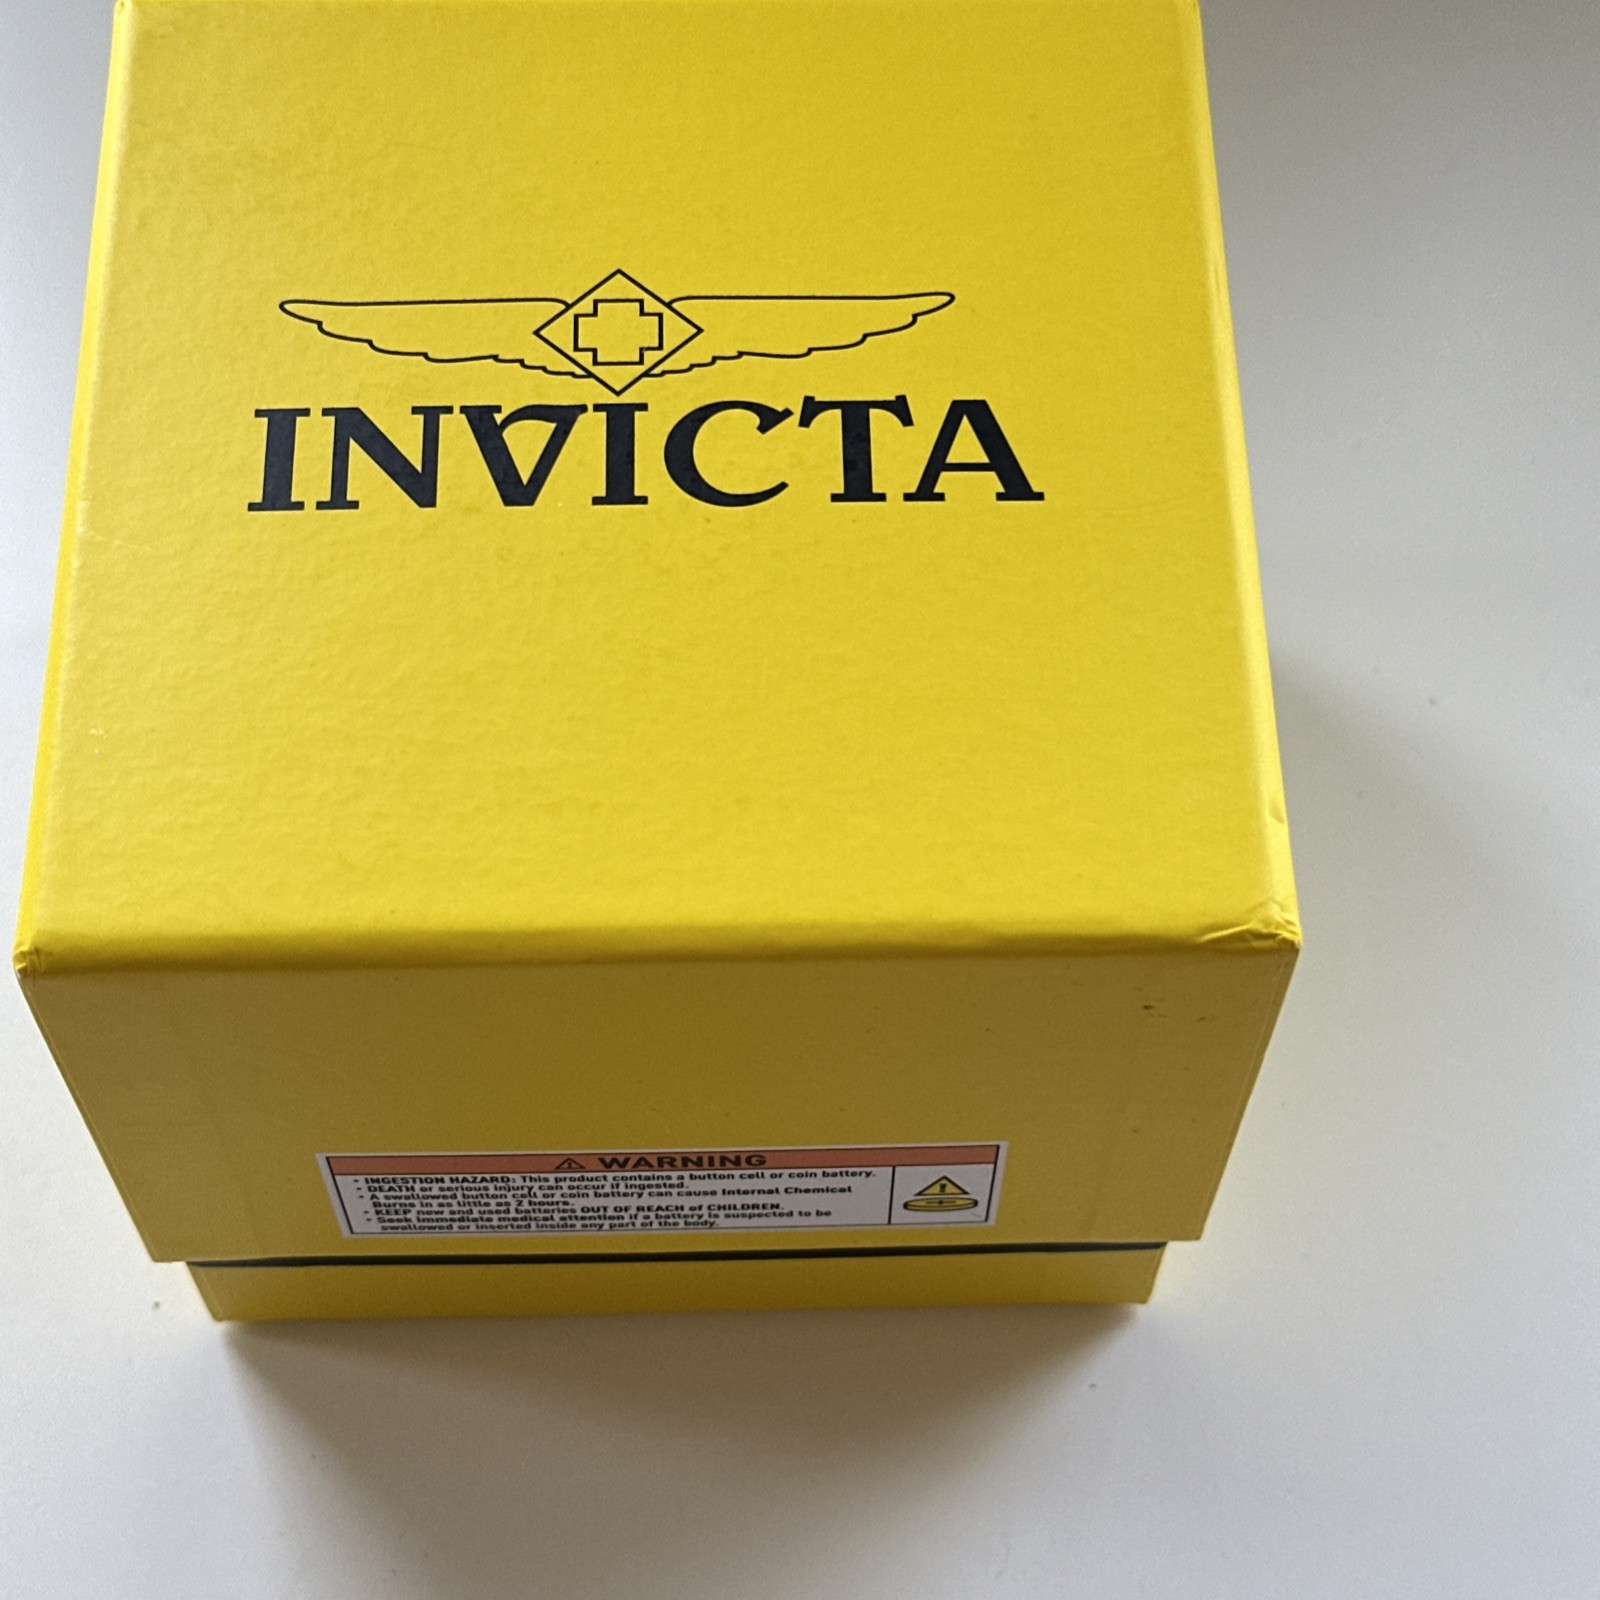 INVICTA
⚠ WARNING
• INGESTION HAZARD: This product contains a button cell or coin battery.
• DEATH or serious injury can occur if ingested.
• A swallowed button cell or coin battery can cause Internal Chemical
Burns in as little as 2 hours.
• KEEP new and used batteries OUT OF REACH of CHILDREN.
• Seek immediate medical attention if a battery is suspected to be
swallowed or inserted inside any part of the body.